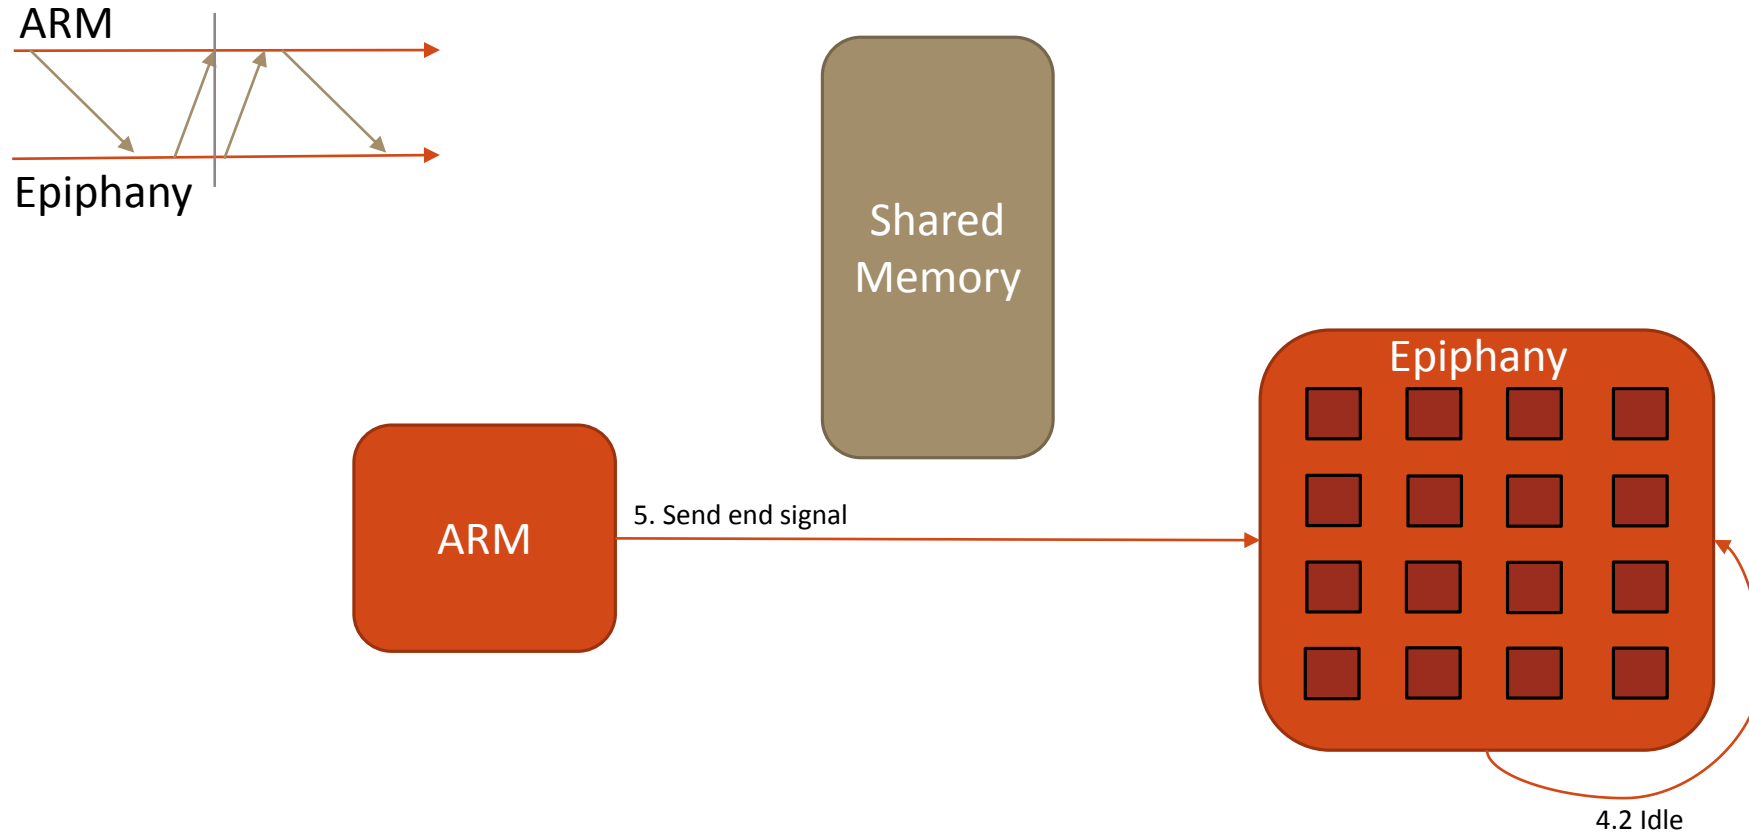 ARM
Epiphany
Shared
Memory
Epiphany
ARM
5. Send end signal
4.2 Idle